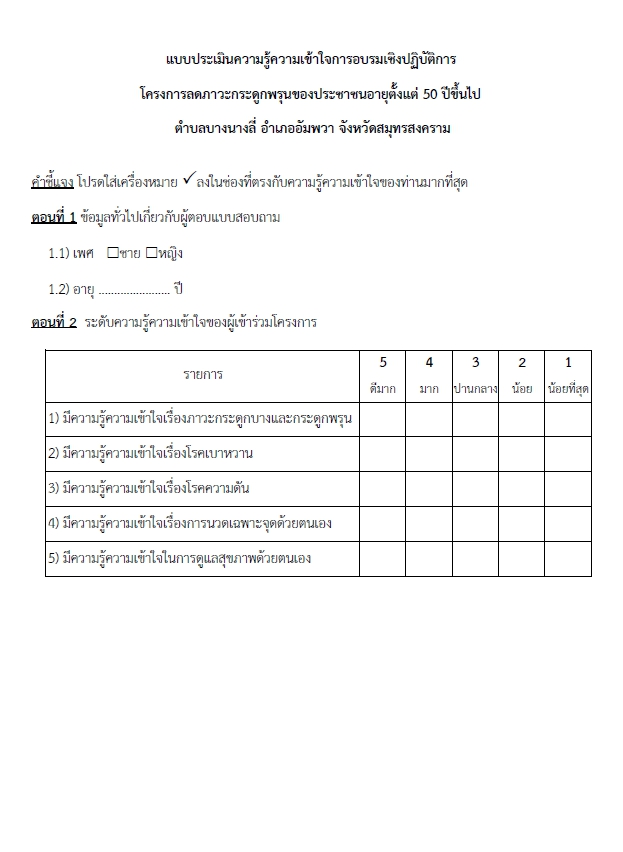 แบบประเมินความรู้ความเข้าใจการอบรมเชิงปฏิบัติการ
โครงการลดภาวะกระดูกพรุนของประชาชนอายุตั้งแต่ 50 ปีขึ้นไป
ตำบลบางนางลี่ อำเภออัมพวา จังหวัดสมุทรสงคราม
คำชี้แจง โปรดใส่เครื่องหมาย ✓ลงในช่องที่ตรงกับความรู้ความเข้าใจของท่านมากที่สุด
ตอนที่ 1 ข้อมูลทั่วไปเกี่ยวกับผู้ตอบแบบสอบถาม
1.1) เพศ ☐ชาย ☐หญิง
1.2) อายุ ....................... ปี
ตอนที่ 2 ระดับความรู้ความเข้าใจของผู้เข้าร่วมโครงการ
รายการ 5 4 3 2 1
ดีมาก มาก ปานกลาง น้อย น้อยที่สุด
1) มีความรู้ความเข้าใจเรื่องภาวะกระดูกบางและกระดูกพรุน
2) มีความรู้ความเข้าใจเรื่องโรคเบาหวาน
3) มีความรู้ความเข้าใจเรื่องโรคความดัน
4) มีความรู้ความเข้าใจเรื่องการนวดเฉพาะจุดด้วยตนเอง
5) มีความรู้ความเข้าใจในการดูแลสุขภาพด้วยตนเอง